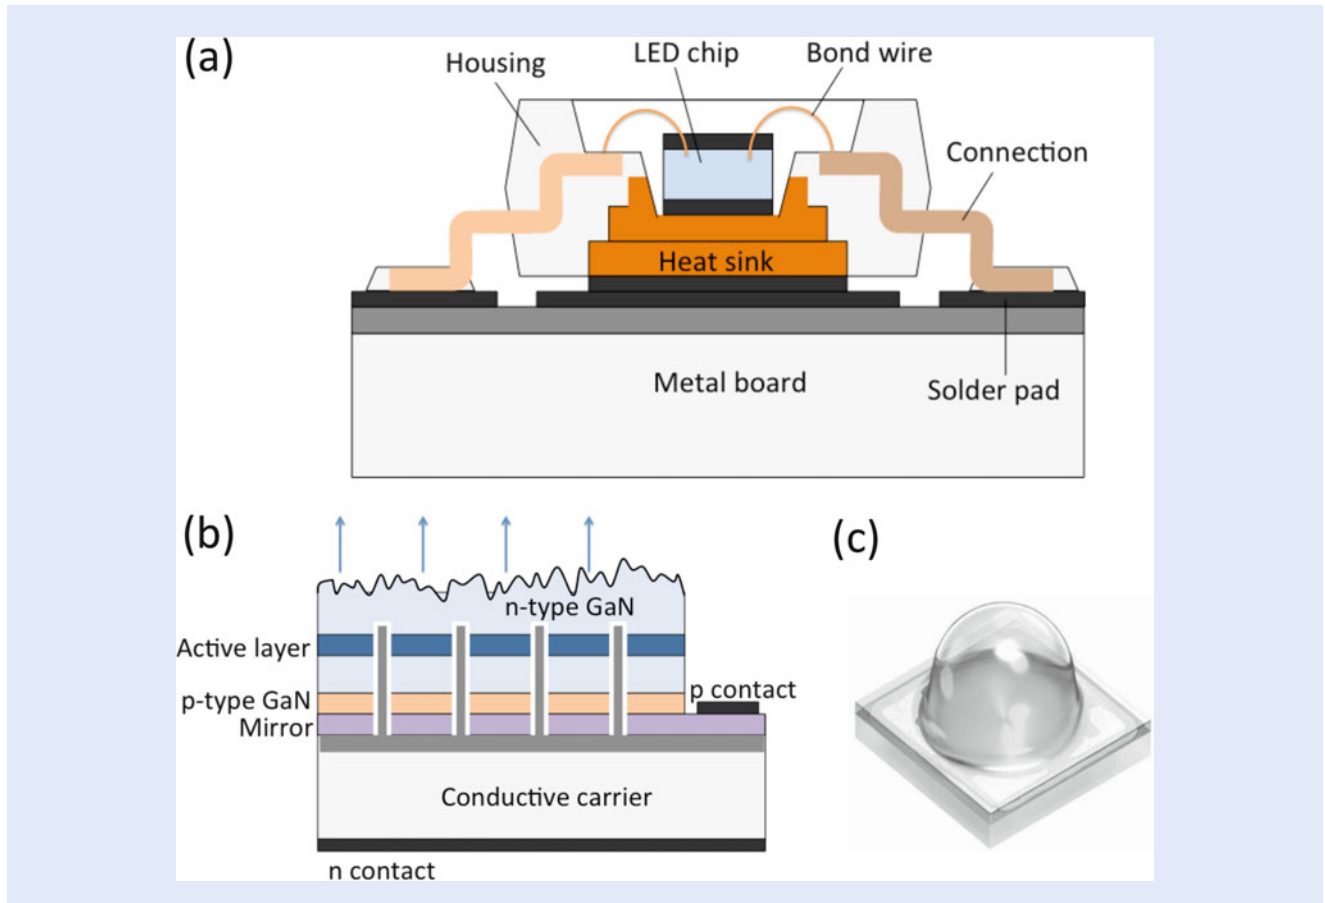 (a)
Housing
LED chip
Bond wire
Connection
Heat sink
Metal board
Solder pad
(b)
n-type GaN
Active layer
p-type GaN
p contact
Mirror
Conductive carrier
n contact
(c)